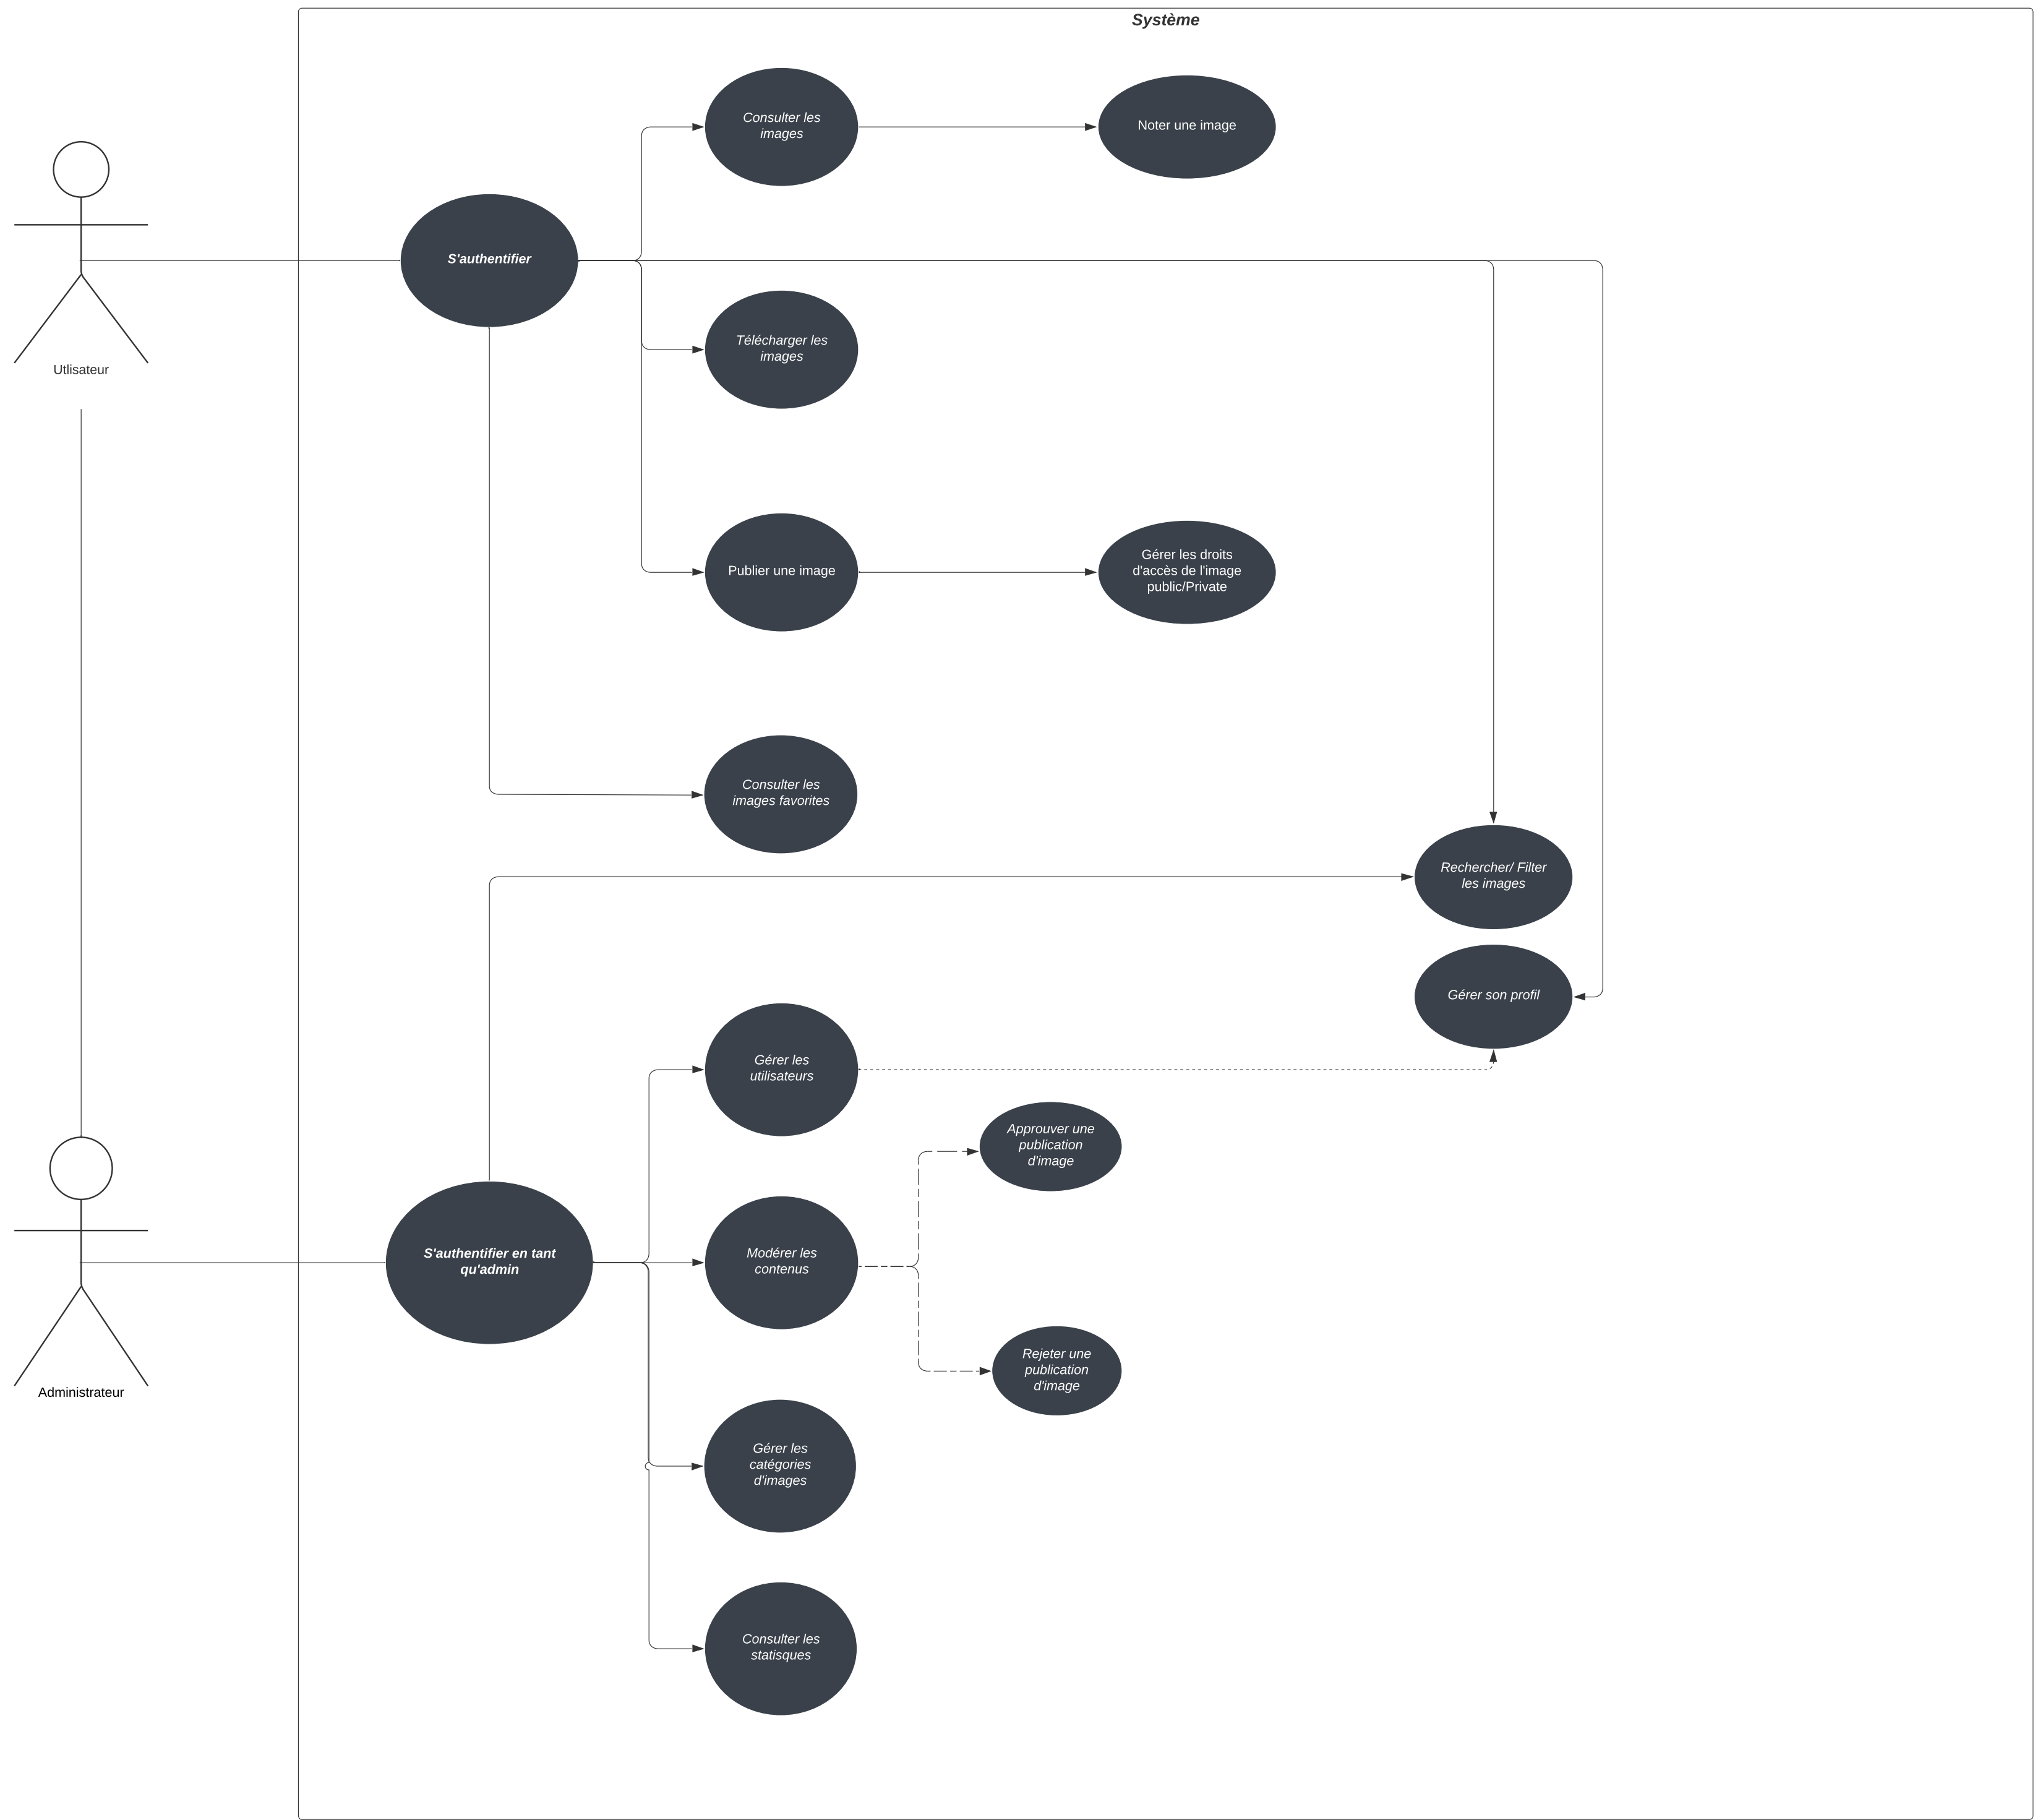 Système
Consulter les
images
Noter une image
S'authentifier
Télécharger les
images
Utlisateur
Publier une image
Gérer les droits
d'accès de l'image
public/Private
Consulter les
images favorites
Rechercher/ Filter
les images
Gérer son profil
Gérer les
utilisateurs
Approuver une
publication
d'image
S'authentifier en tant
qu'admin
Modérer les
contenus
Rejeter une
publication
d'image
Administrateur
Gérer les
catégories
d'images
Consulter les
statisques